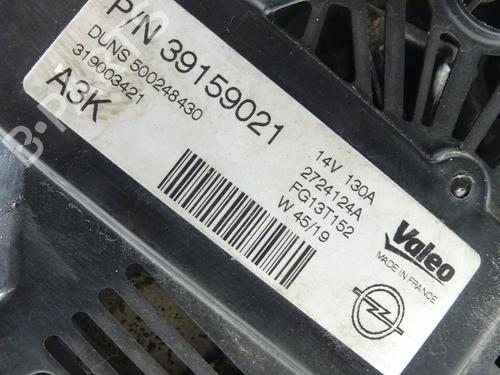 P/N 39159021
DUNS 500248430
319003421
A3K
14V 130A
2724124A
FG13T152
W 45/19
Valeo
MADE IN FRANCE